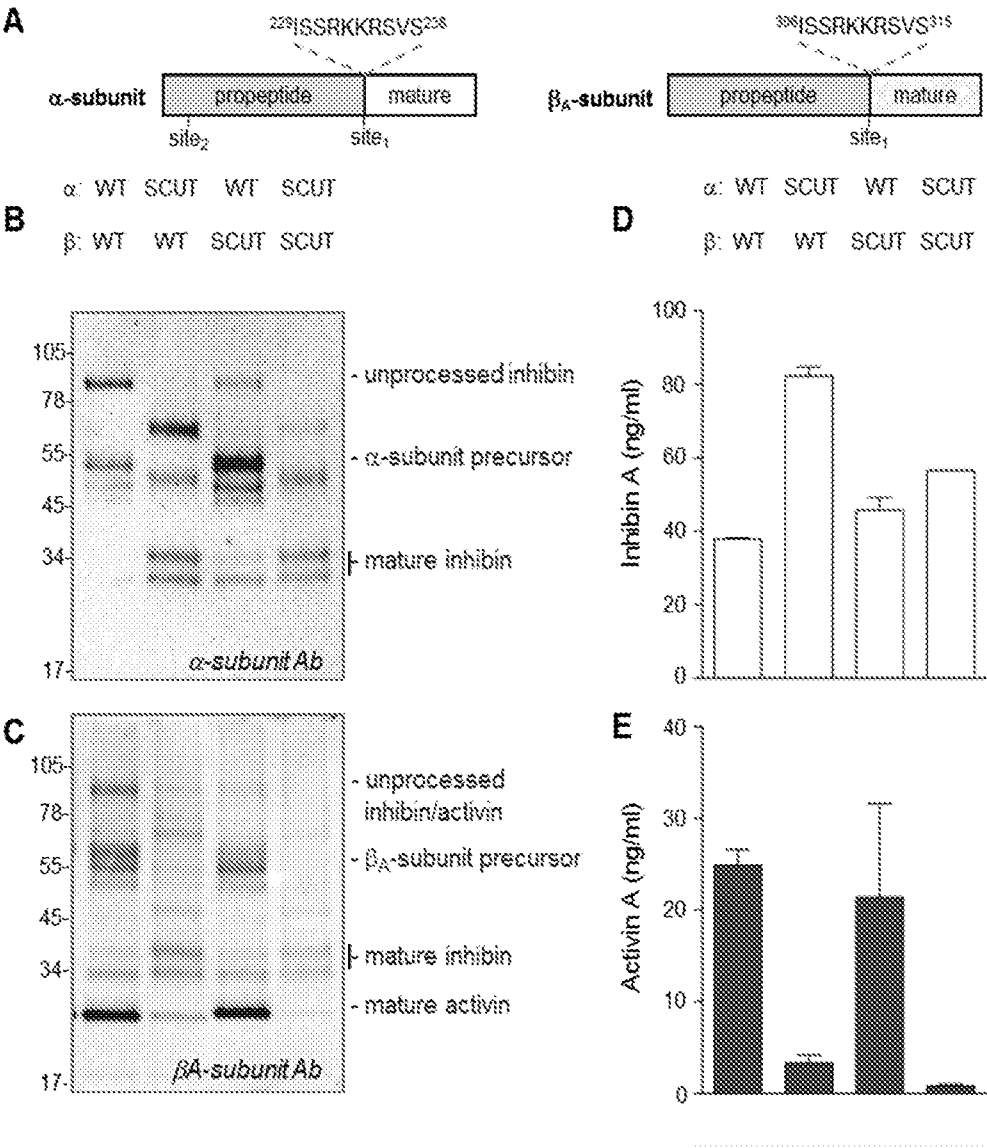 A
²²⁹ISSRKKRSVS²³⁸
α-subunit
propeptide
mature
site₂
site₁
³⁰⁶ISSRKKRSVS³¹⁵
βA-subunit
propeptide
mature
site₁
B
α: WT SCUT WT SCUT
β: WT WT SCUT SCUT
105-
78-
55-
45-
34-
17-
- unprocessed inhibin
- α-subunit precursor
mature inhibin
α-subunit Ab
C
105-
78-
55-
45-
34-
17-
- unprocessed
inhibin/activin
- βA-subunit precursor
mature inhibin
- mature activin
βA-subunit Ab
D
α: WT SCUT WT SCUT
β: WT WT SCUT SCUT
Inhibin A (ng/ml)
100
80
60
40
20
0
E
Activin A (ng/ml)
40
30
20
10
0